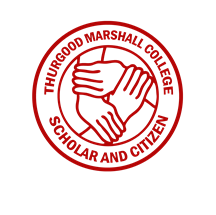 THURGOOD MARSHALL COLLEGE
SCHOLAR AND CITIZEN